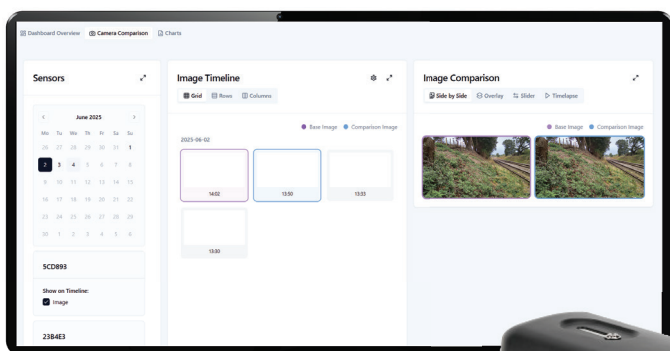 Dashboard Overview Camera Comparison Charts
Sensors
June 2025
Mo Tu We Th Fr Sa Su
26 27 28 29 30 31 1
2 3 4 5 6 7 8
9 10 11 12 13 14 15
16 17 18 19 20 21 22
23 24 25 26 27 28 29
30 1 2 3 4 5 6
5CD893
Show on Timeline:
Image
23B4E3
Image Timeline
Grid Rows Columns
Base Image Comparison Image
2025-06-02
14:02 13:50 13:33
13:30
Image Comparison
Side by Side Overlay Slider Timelapse
Base Image Comparison Image